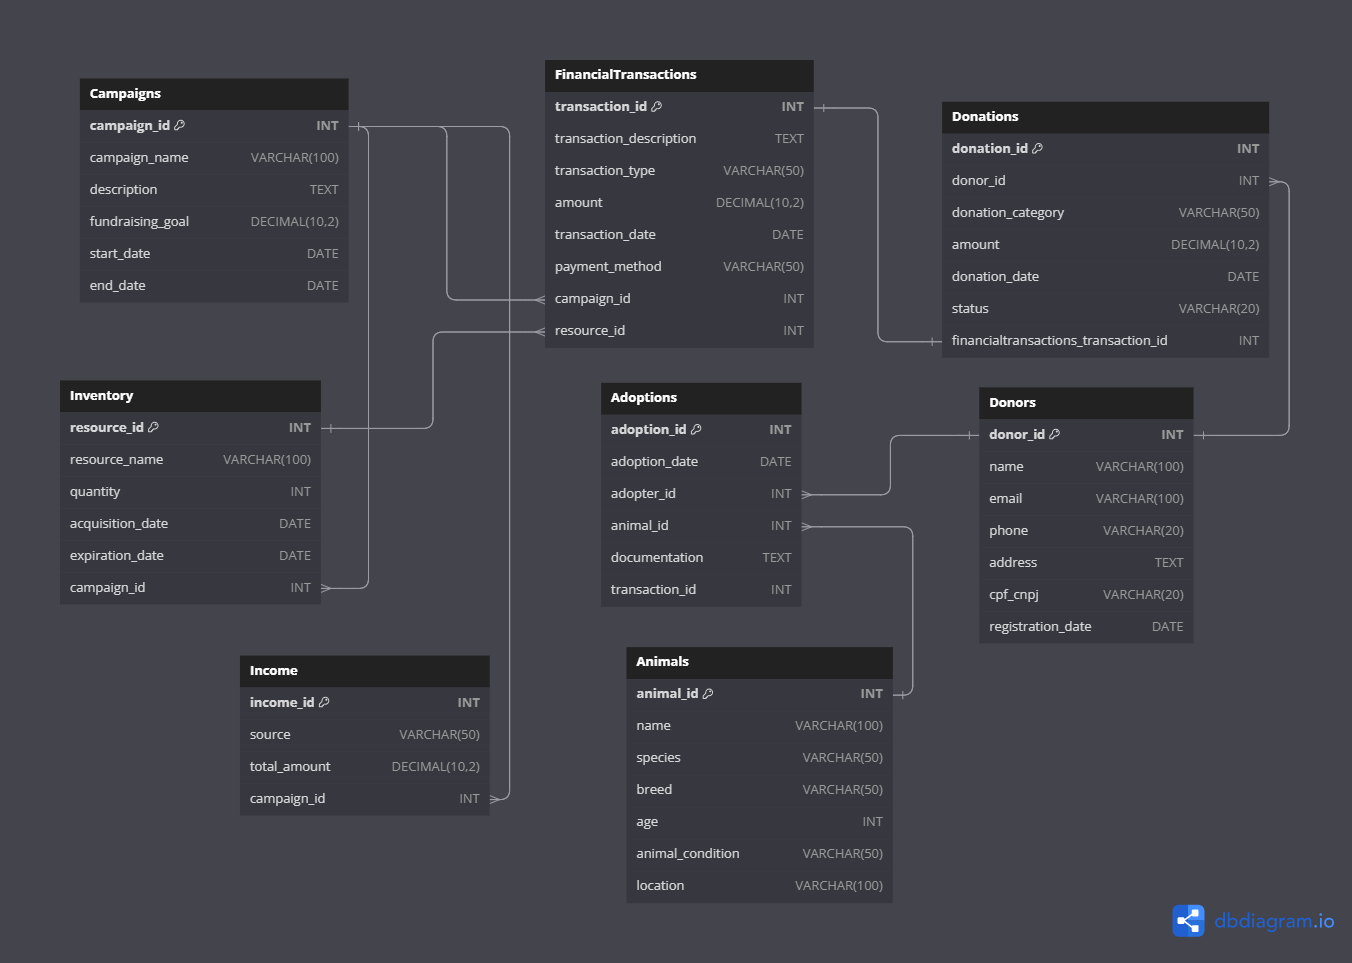 Campaigns
campaign_id INT
campaign_name VARCHAR(100)
description TEXT
fundraising_goal DECIMAL(10,2)
start_date DATE
end_date DATE
FinancialTransactions
transaction_id INT
transaction_description TEXT
transaction_type VARCHAR(50)
amount DECIMAL(10,2)
transaction_date DATE
payment_method VARCHAR(50)
campaign_id INT
resource_id INT
Donations
donation_id INT
donor_id INT
donation_category VARCHAR(50)
amount DECIMAL(10,2)
donation_date DATE
status VARCHAR(20)
financialtransactions_transaction_id INT
Inventory
resource_id INT
resource_name VARCHAR(100)
quantity INT
acquisition_date DATE
expiration_date DATE
campaign_id INT
Adoptions
adoption_id INT
adoption_date DATE
adopter_id INT
animal_id INT
documentation TEXT
transaction_id INT
Donors
donor_id INT
name VARCHAR(100)
email VARCHAR(100)
phone VARCHAR(20)
address TEXT
cpf_cnpj VARCHAR(20)
registration_date DATE
Income
income_id INT
source VARCHAR(50)
total_amount DECIMAL(10,2)
campaign_id INT
Animals
animal_id INT
name VARCHAR(100)
species VARCHAR(50)
breed VARCHAR(50)
age INT
animal_condition VARCHAR(50)
location VARCHAR(100)
dbdiagram.io